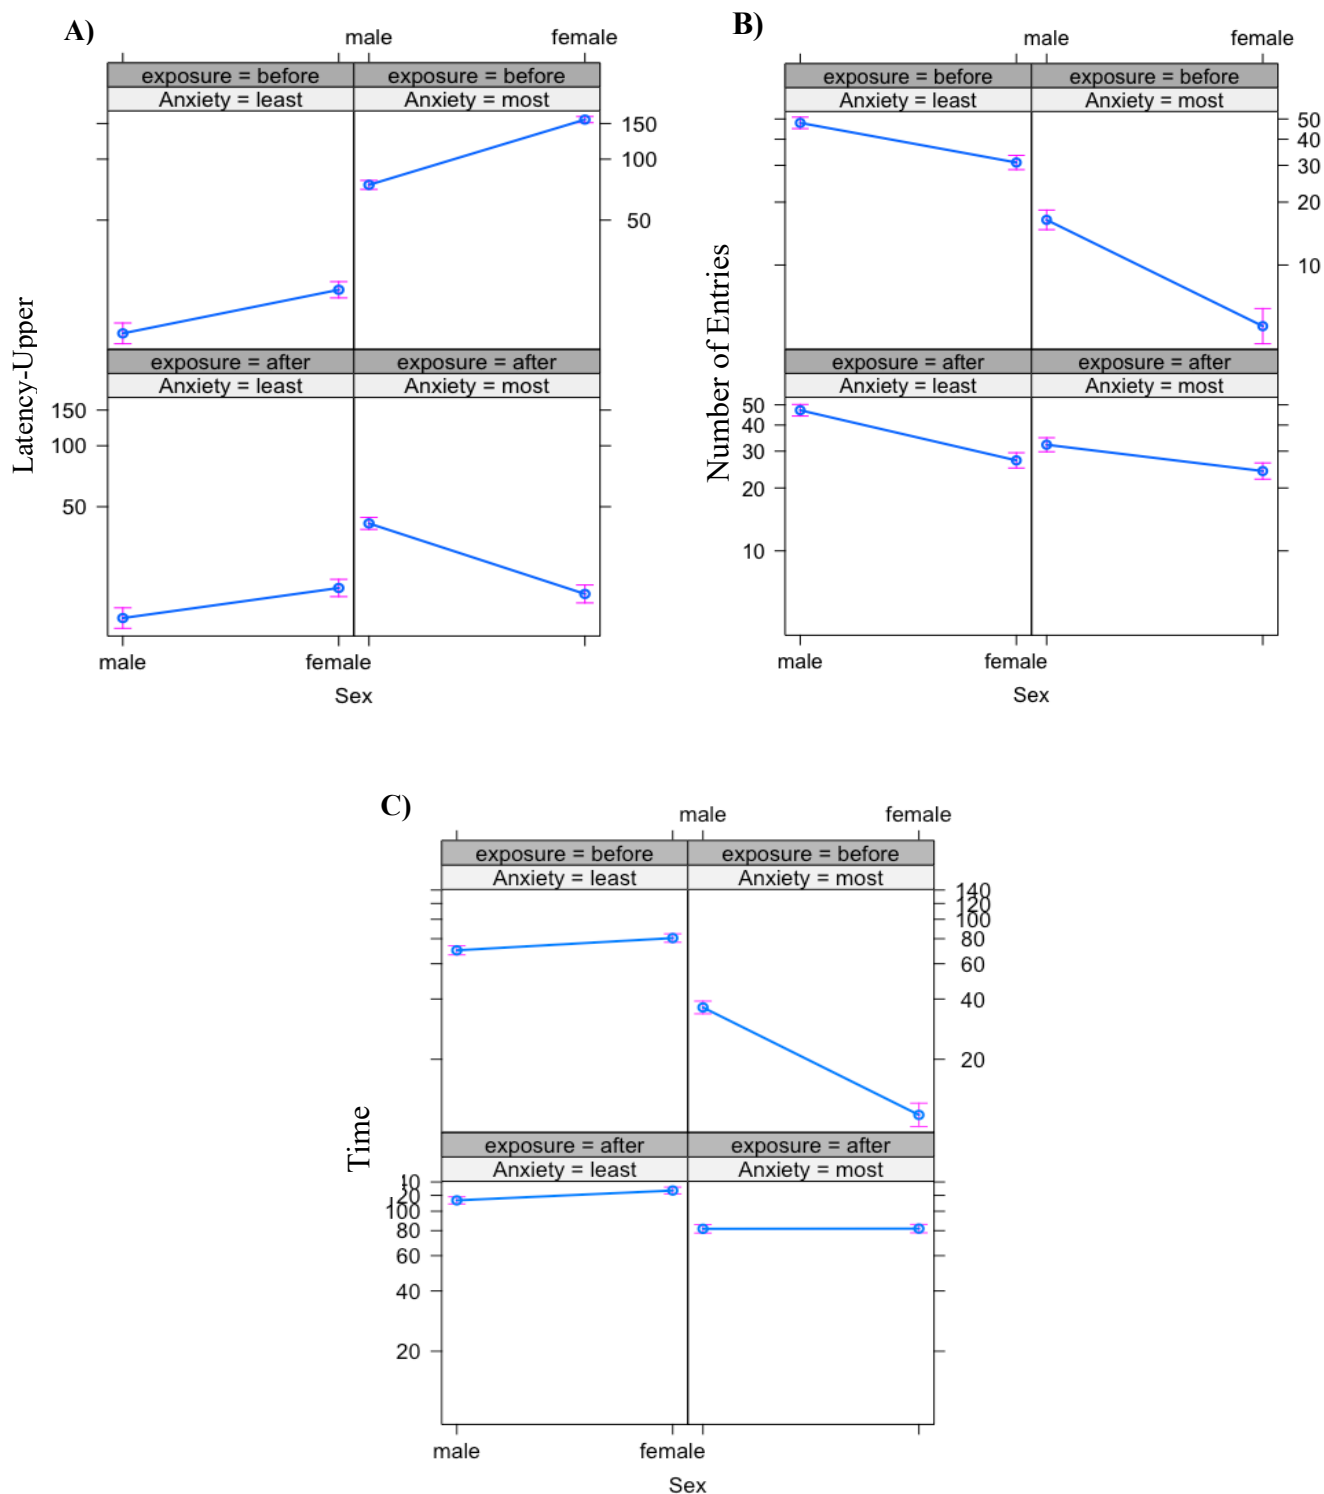 A)
male female
exposure = before exposure = before
Anxiety = least Anxiety = most
150
100
50
Latency-Upper
exposure = after exposure = after
Anxiety = least Anxiety = most
150
100
50
male female
Sex
B)
male female
exposure = before exposure = before
Anxiety = least Anxiety = most
50
40
30
20
10
Number of Entries
exposure = after exposure = after
Anxiety = least Anxiety = most
50
40
30
20
10
male female
Sex
C)
male female
exposure = before exposure = before
Anxiety = least Anxiety = most
140
120
100
80
60
40
20
Time
exposure = after exposure = after
Anxiety = least Anxiety = most
100
80
60
40
20
male female
Sex